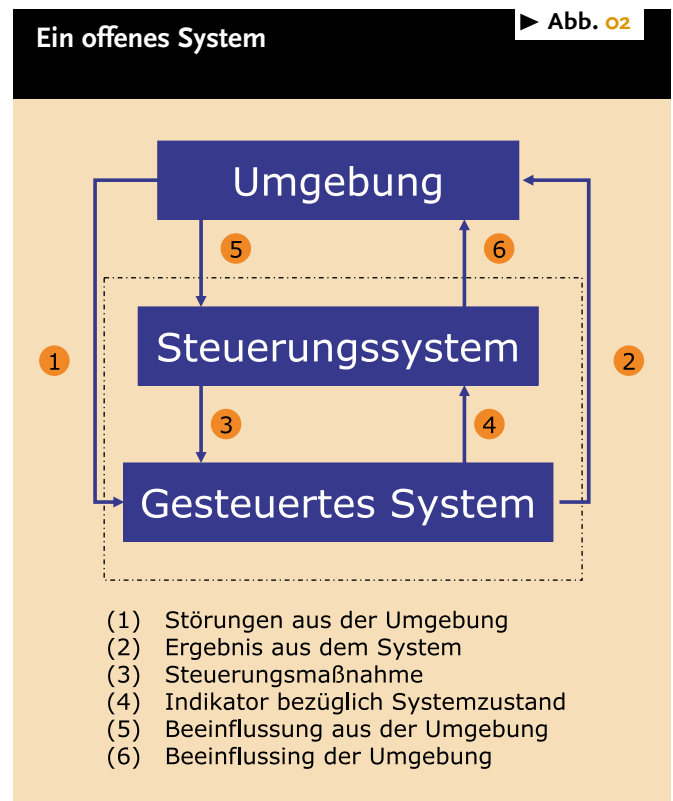 ▶ Abb. 02
Ein offenes System
Umgebung
5
6
Steuerungssystem
1
2
3
4
Gesteuertes System
(1) Störungen aus der Umgebung
(2) Ergebnis aus dem System
(3) Steuerungsmaßnahme
(4) Indikator bezüglich Systemzustand
(5) Beeinflussung aus der Umgebung
(6) Beeinflussing der Umgebung